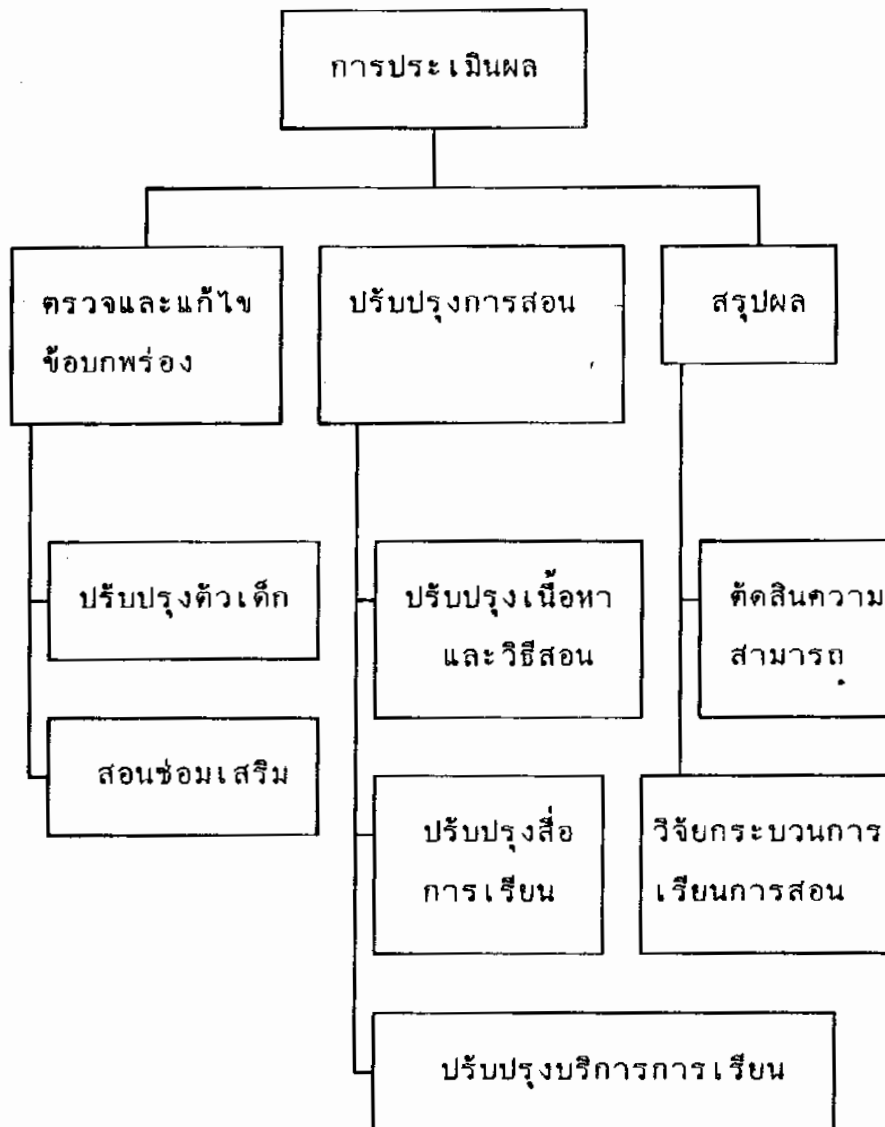 การประเมินผล
ตรวจและแก้ไข
ข้อบกพร่อง
ปรับปรุงการสอน
สรุปผล
ปรับปรุงตัวเด็ก
สอนซ่อมเสริม
ปรับปรุงเนื้อหา
และวิธีสอน
ปรับปรุงสื่อ
การเรียน
ปรับปรุงบริการการเรียน
ตัดสินความ
สามารถ
วิจัยกระบวนการ
เรียนการสอน